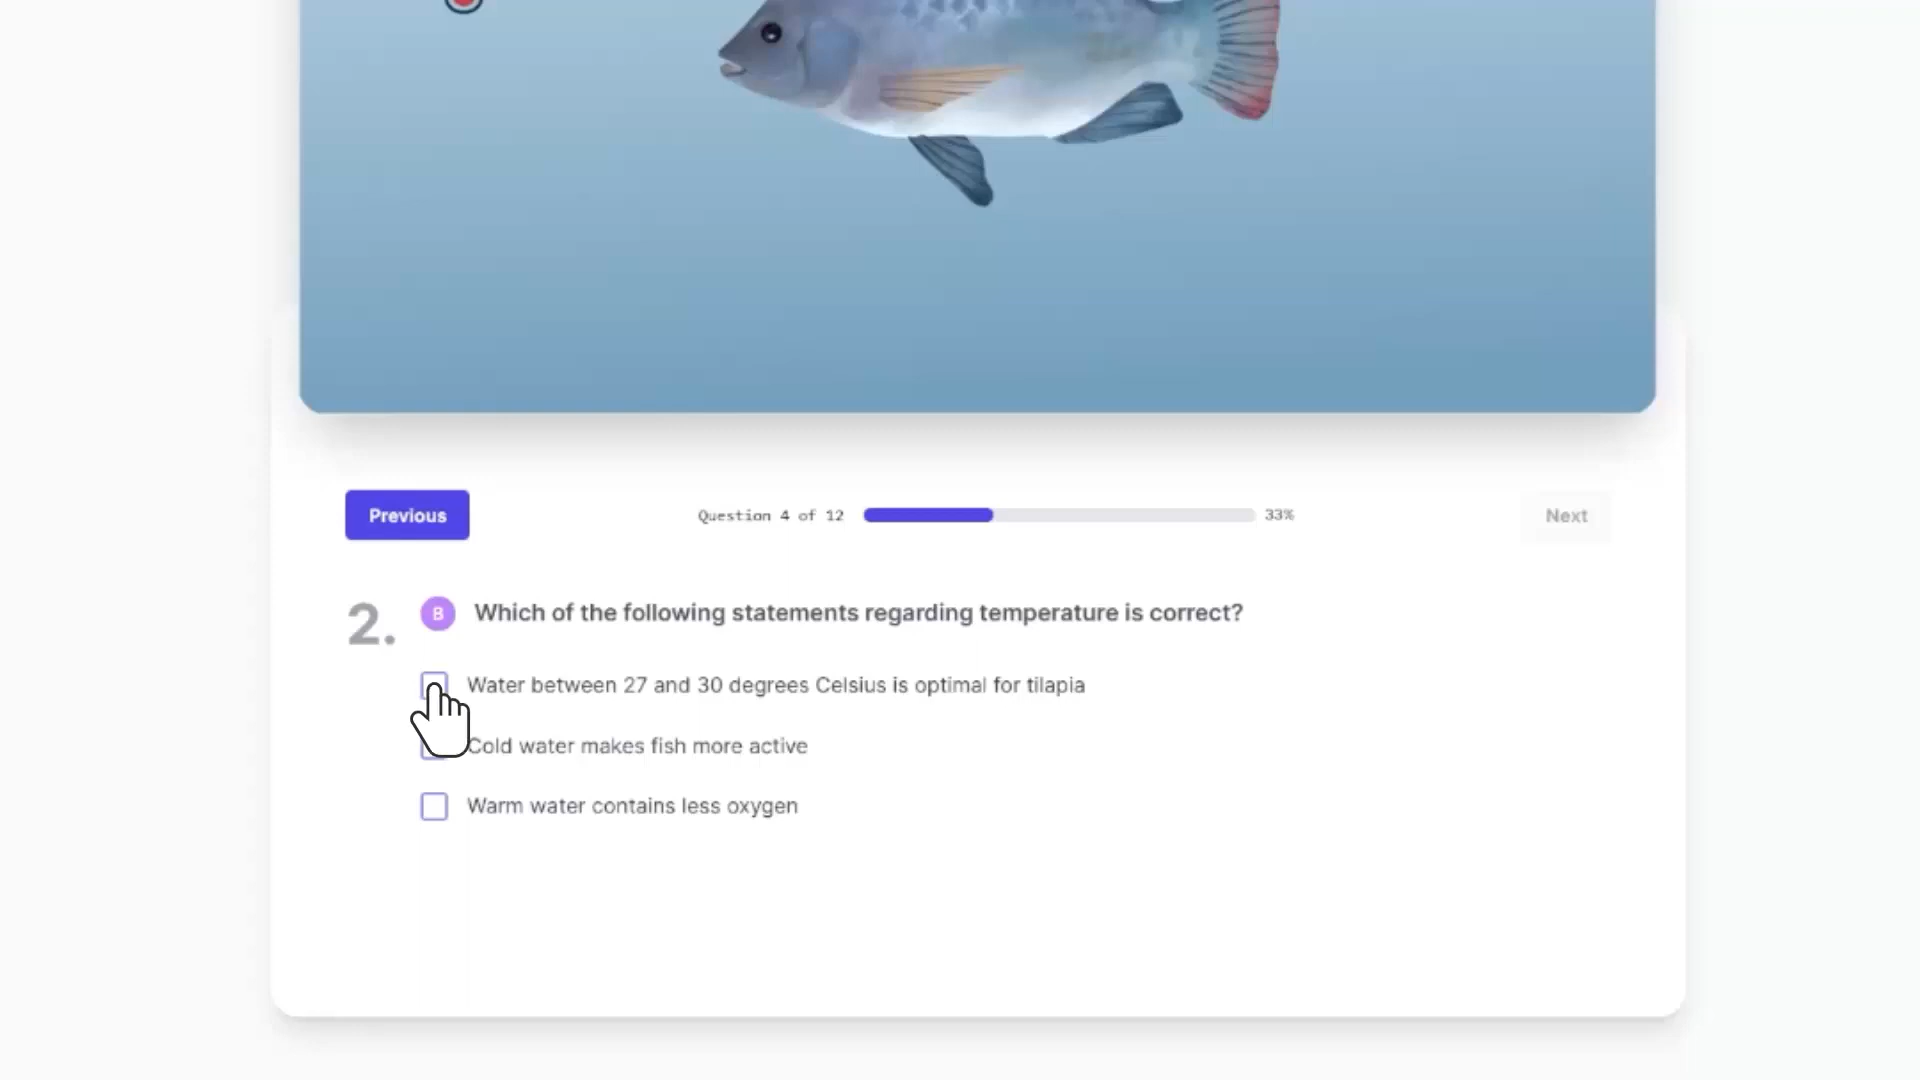 Previous
Question 4 of 12
33%
Next
2.
B
Which of the following statements regarding temperature is correct?
Water between 27 and 30 degrees Celsius is optimal for tilapia
Cold water makes fish more active
Warm water contains less oxygen